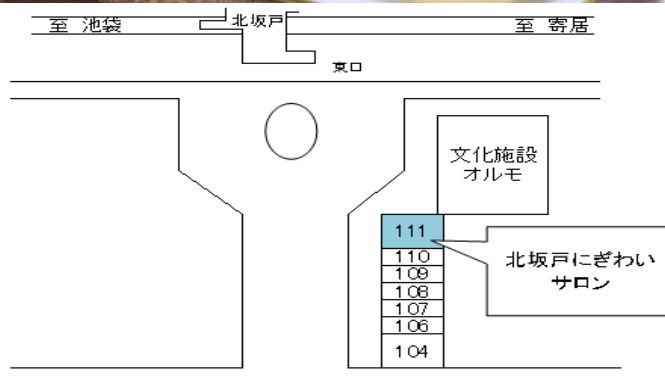 至 池袋
北坂戸
至 寄居
東口
文化施設
オルモ
111
110
109
108
107
106
104
北坂戸にぎわい
サロン